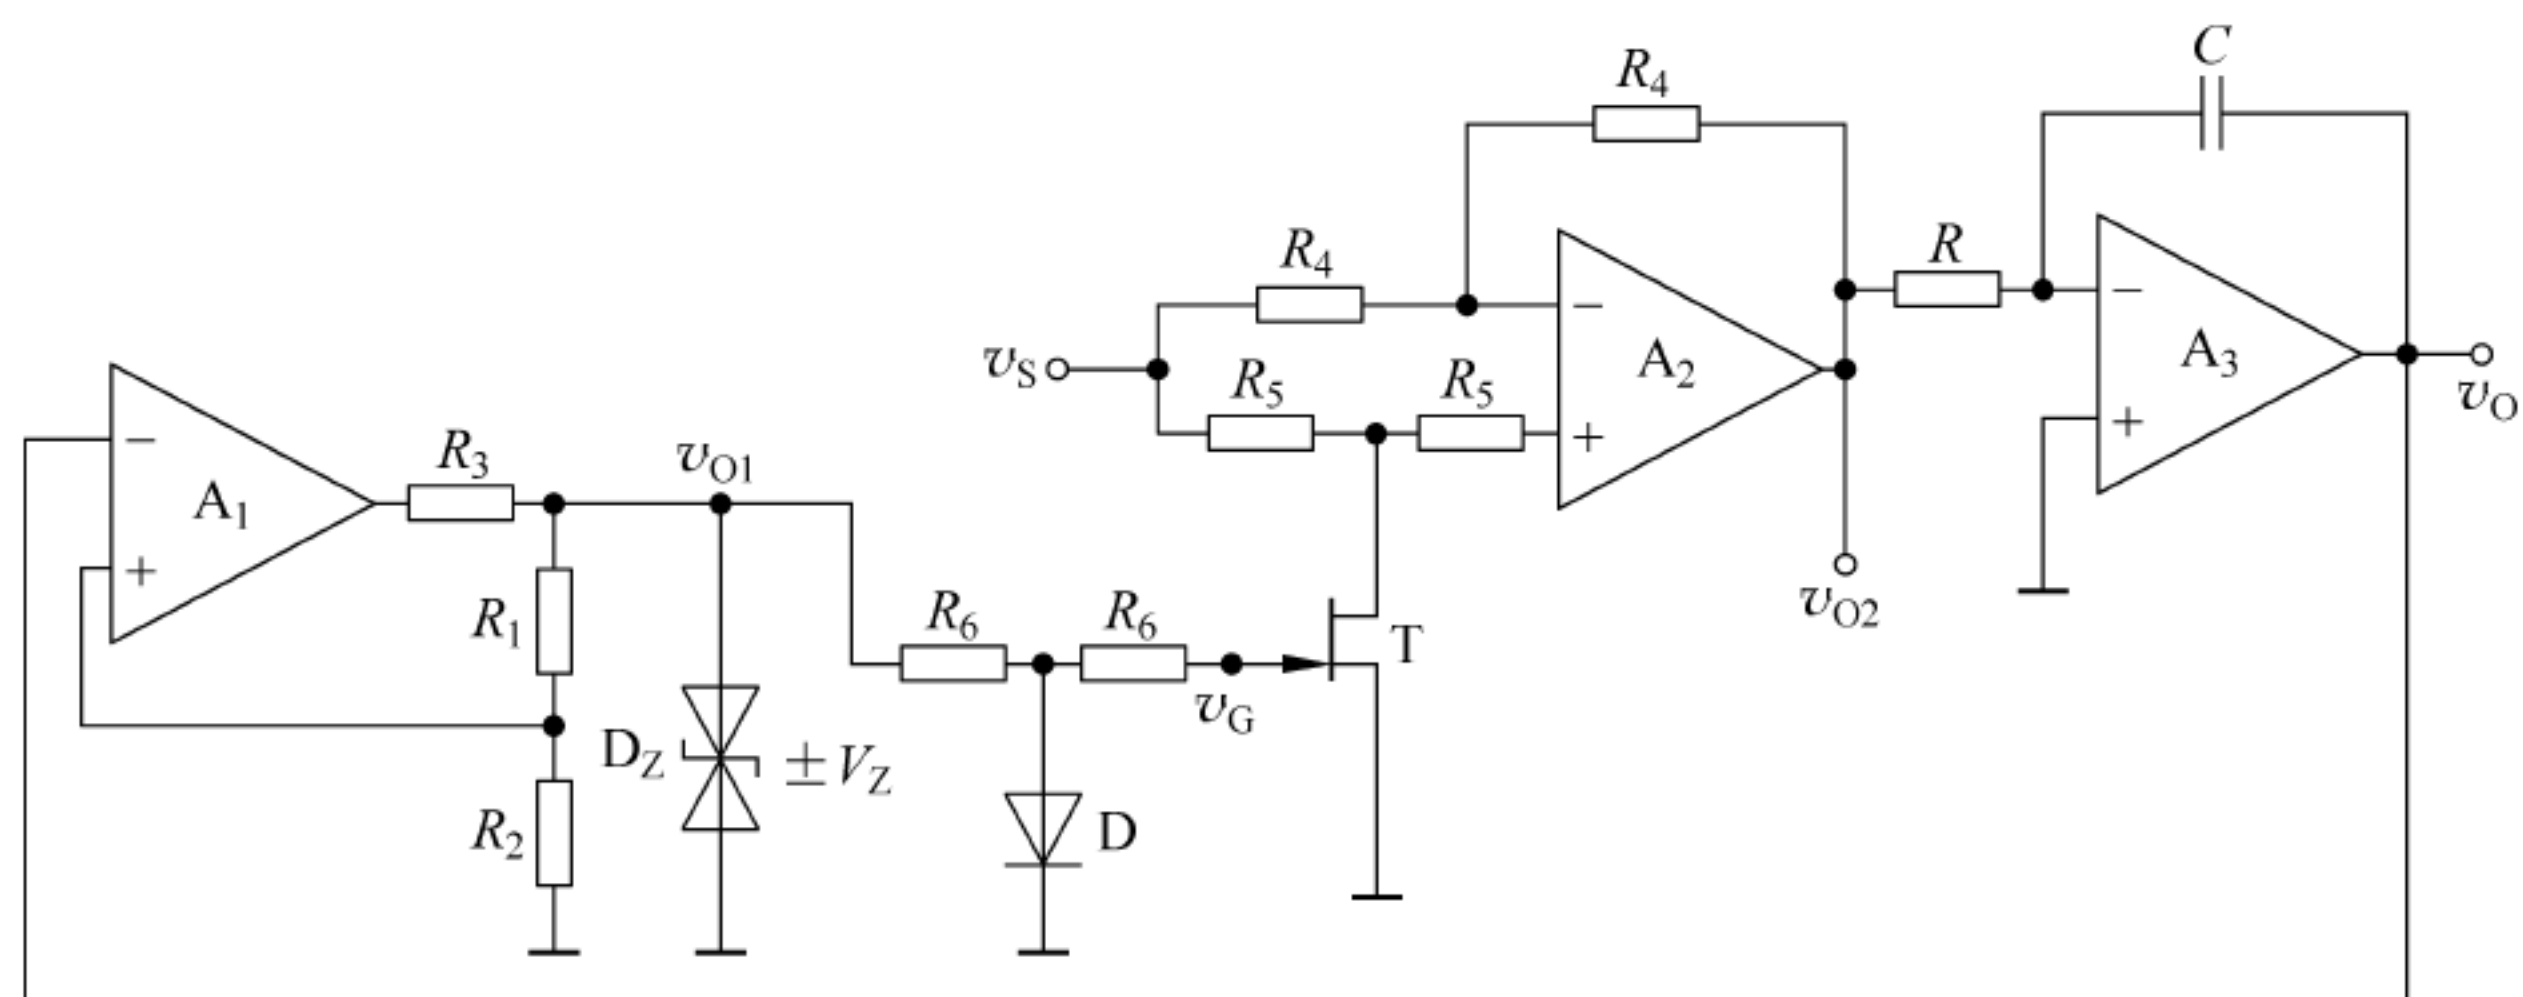 C
R4
R4
R
vS
R5
R5
−
+
A2
−
+
A3
vO
−
+
A1
R3
vO1
R1
R2
DZ
±VZ
R6
R6
vG
T
vO2
D